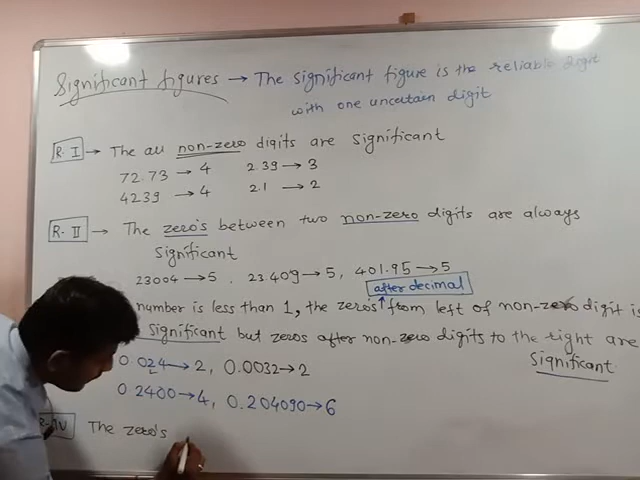 Significant figures → The significant figure is the reliable digit
with one uncertain digit
R. I → The all non-zero digits are significant
72.73 → 4 2.39 → 3
4239 → 4 2.1 → 2
R. II → The zero's between two non-zero digits are always
significant
23004 → 5, 23.409 → 5, 401.95 → 5
after decimal
number is less than 1, the zeros ↑ from left of non-zero digit is
significant but zeros after non-zero digits to the right are
significant
0.024 → 2, 0.0032 → 2
0.2400 → 4, 0.204090 → 6
R-IV The zero's